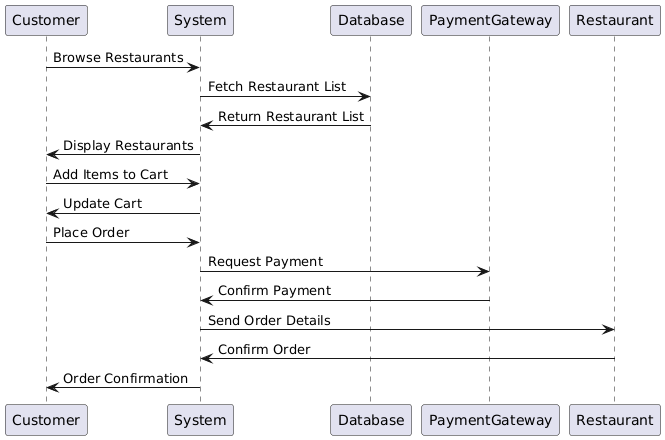 Customer System Database PaymentGateway Restaurant
Browse Restaurants
Fetch Restaurant List
Return Restaurant List
Display Restaurants
Add Items to Cart
Update Cart
Place Order
Request Payment
Confirm Payment
Send Order Details
Confirm Order
Order Confirmation
Customer System Database PaymentGateway Restaurant